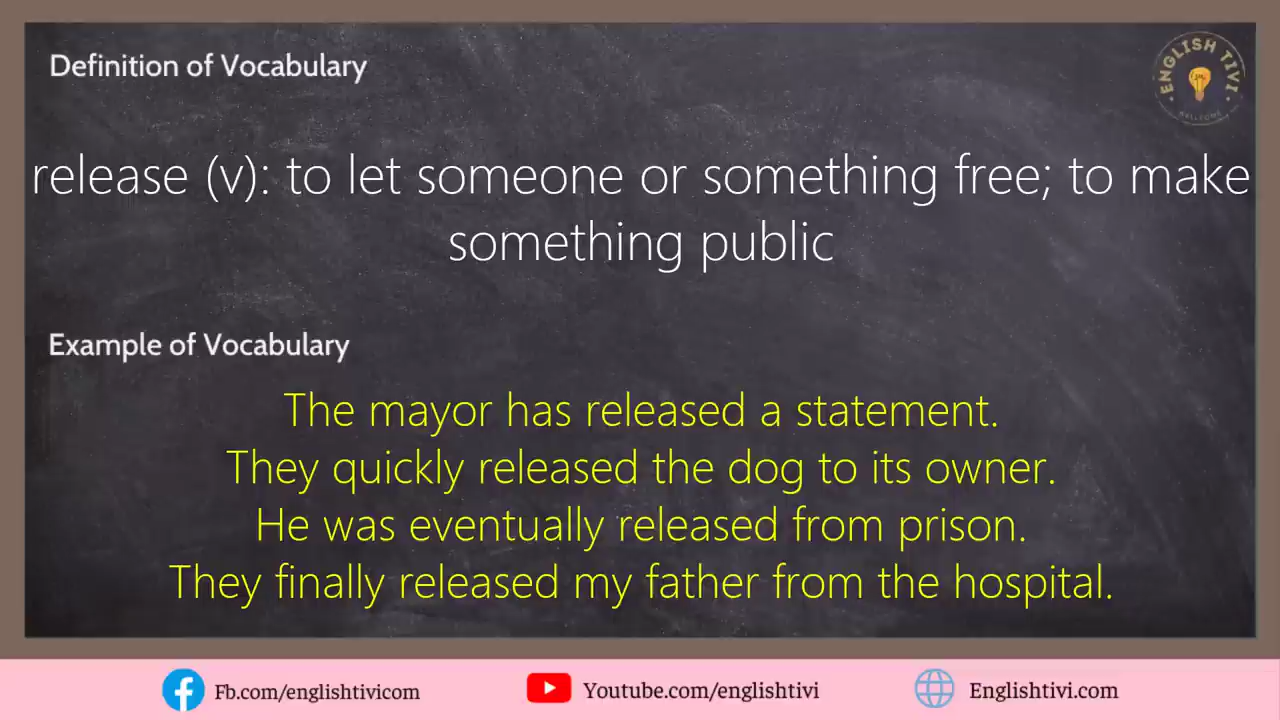 Definition of Vocabulary
ENGLISH TIVI
release (v): to let someone or something free; to make
something public
Example of Vocabulary
The mayor has released a statement.
They quickly released the dog to its owner.
He was eventually released from prison.
They finally released my father from the hospital.
Fb.com/englishtivicom
Youtube.com/englishtivi
Englishtivi.com